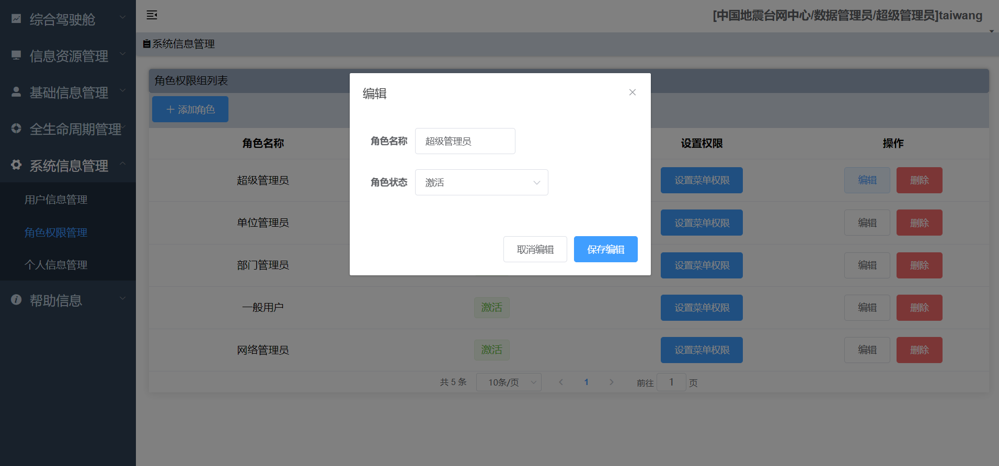 综合驾驶舱
信息资源管理
基础信息管理
全生命周期管理
系统信息管理
用户信息管理
角色权限管理
个人信息管理
帮助信息
[中国地震台网中心/数据管理员/超级管理员]taiwang
系统信息管理
角色权限组列表
添加角色
角色名称 设置权限 操作
超级管理员 设置菜单权限 编辑 删除
单位管理员 设置菜单权限 编辑 删除
部门管理员 设置菜单权限 编辑 删除
一般用户 激活 设置菜单权限 编辑 删除
网络管理员 激活 设置菜单权限 编辑 删除
共 5 条 10条/页 1 前往 1 页
编辑
角色名称 超级管理员
角色状态 激活
取消编辑 保存编辑